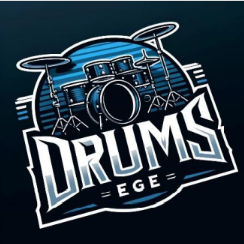 DRUMS
= EGE =